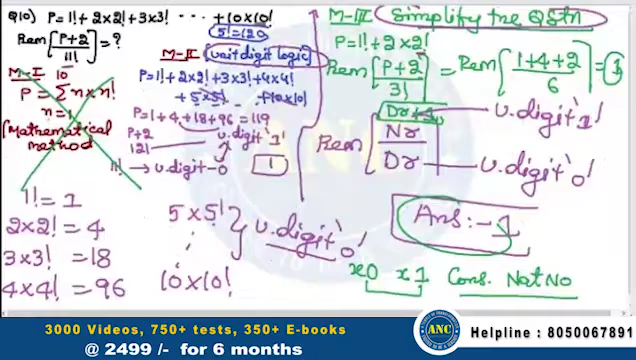 Q10) P=1!+2×2!+3×3! ... +10×10!
Rem[P+2/11!]=?
M-I
10
P=∑n×n!
n=1
(Mathematical
method)
5!=120
M-II (Unit digit logic)
P=1!+2×2!+3×3!+4×4!
+5×5! - - +10×10!
P=1+4+18+96=119
P+2 U.digit '1'
121
11! → U.digit-0 1
1!=1
2×2!=4
3×3!=18
4×4!=96
5×5!
10×10!
U.digit '0'
M-III (Simplify the QStn
P=1!+2×2!
Rem[P+2/3!]=Rem[1+4+2/6]=1
U.digit '1'
Rem[Nr/Dr]
U.digit '0'
Ans:-1
x0 x1 Cons. Nat No
3000 Videos, 750+ tests, 350+ E-books
@ 2499 /- for 6 months
ANC
Helpline : 8050067891